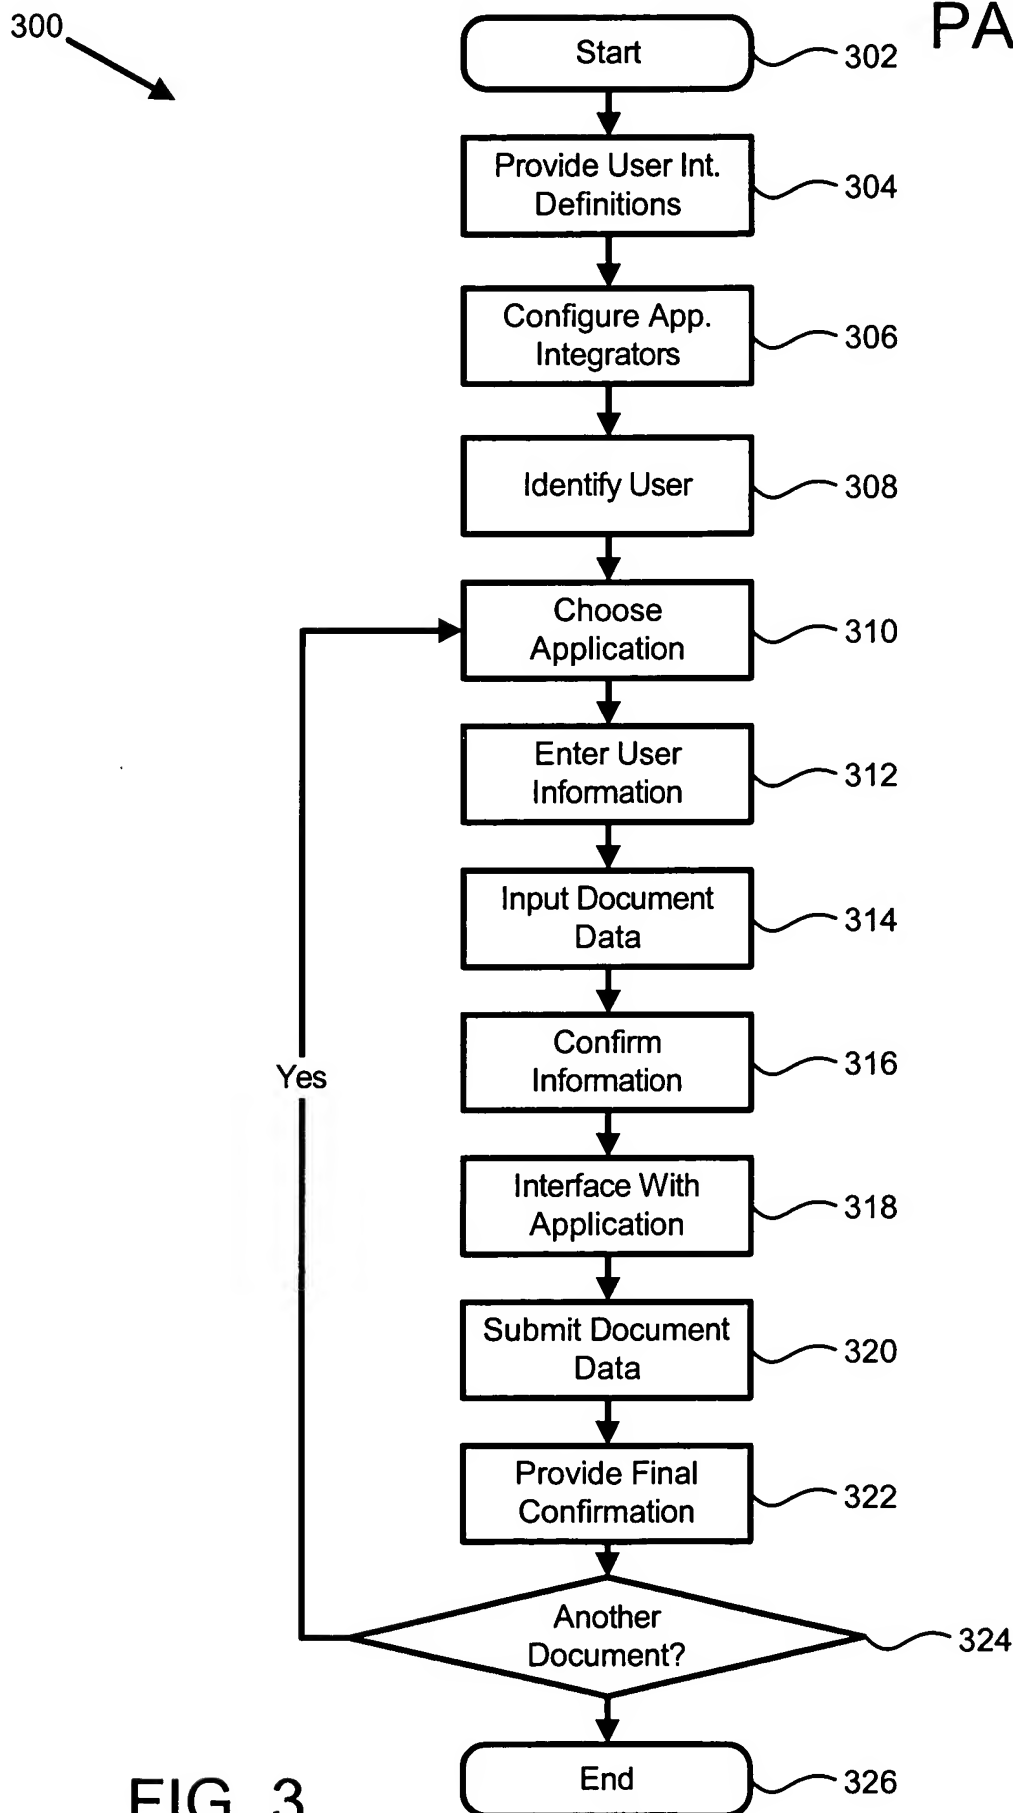 300
PA
Start
302
Provide User Int.
Definitions
304
Configure App.
Integrators
306
Identify User
308
Choose
Application
310
Enter User
Information
312
Input Document
Data
314
Confirm
Information
316
Yes
Interface With
Application
318
Submit Document
Data
320
Provide Final
Confirmation
322
Another
Document?
324
End
326
FIG. 3